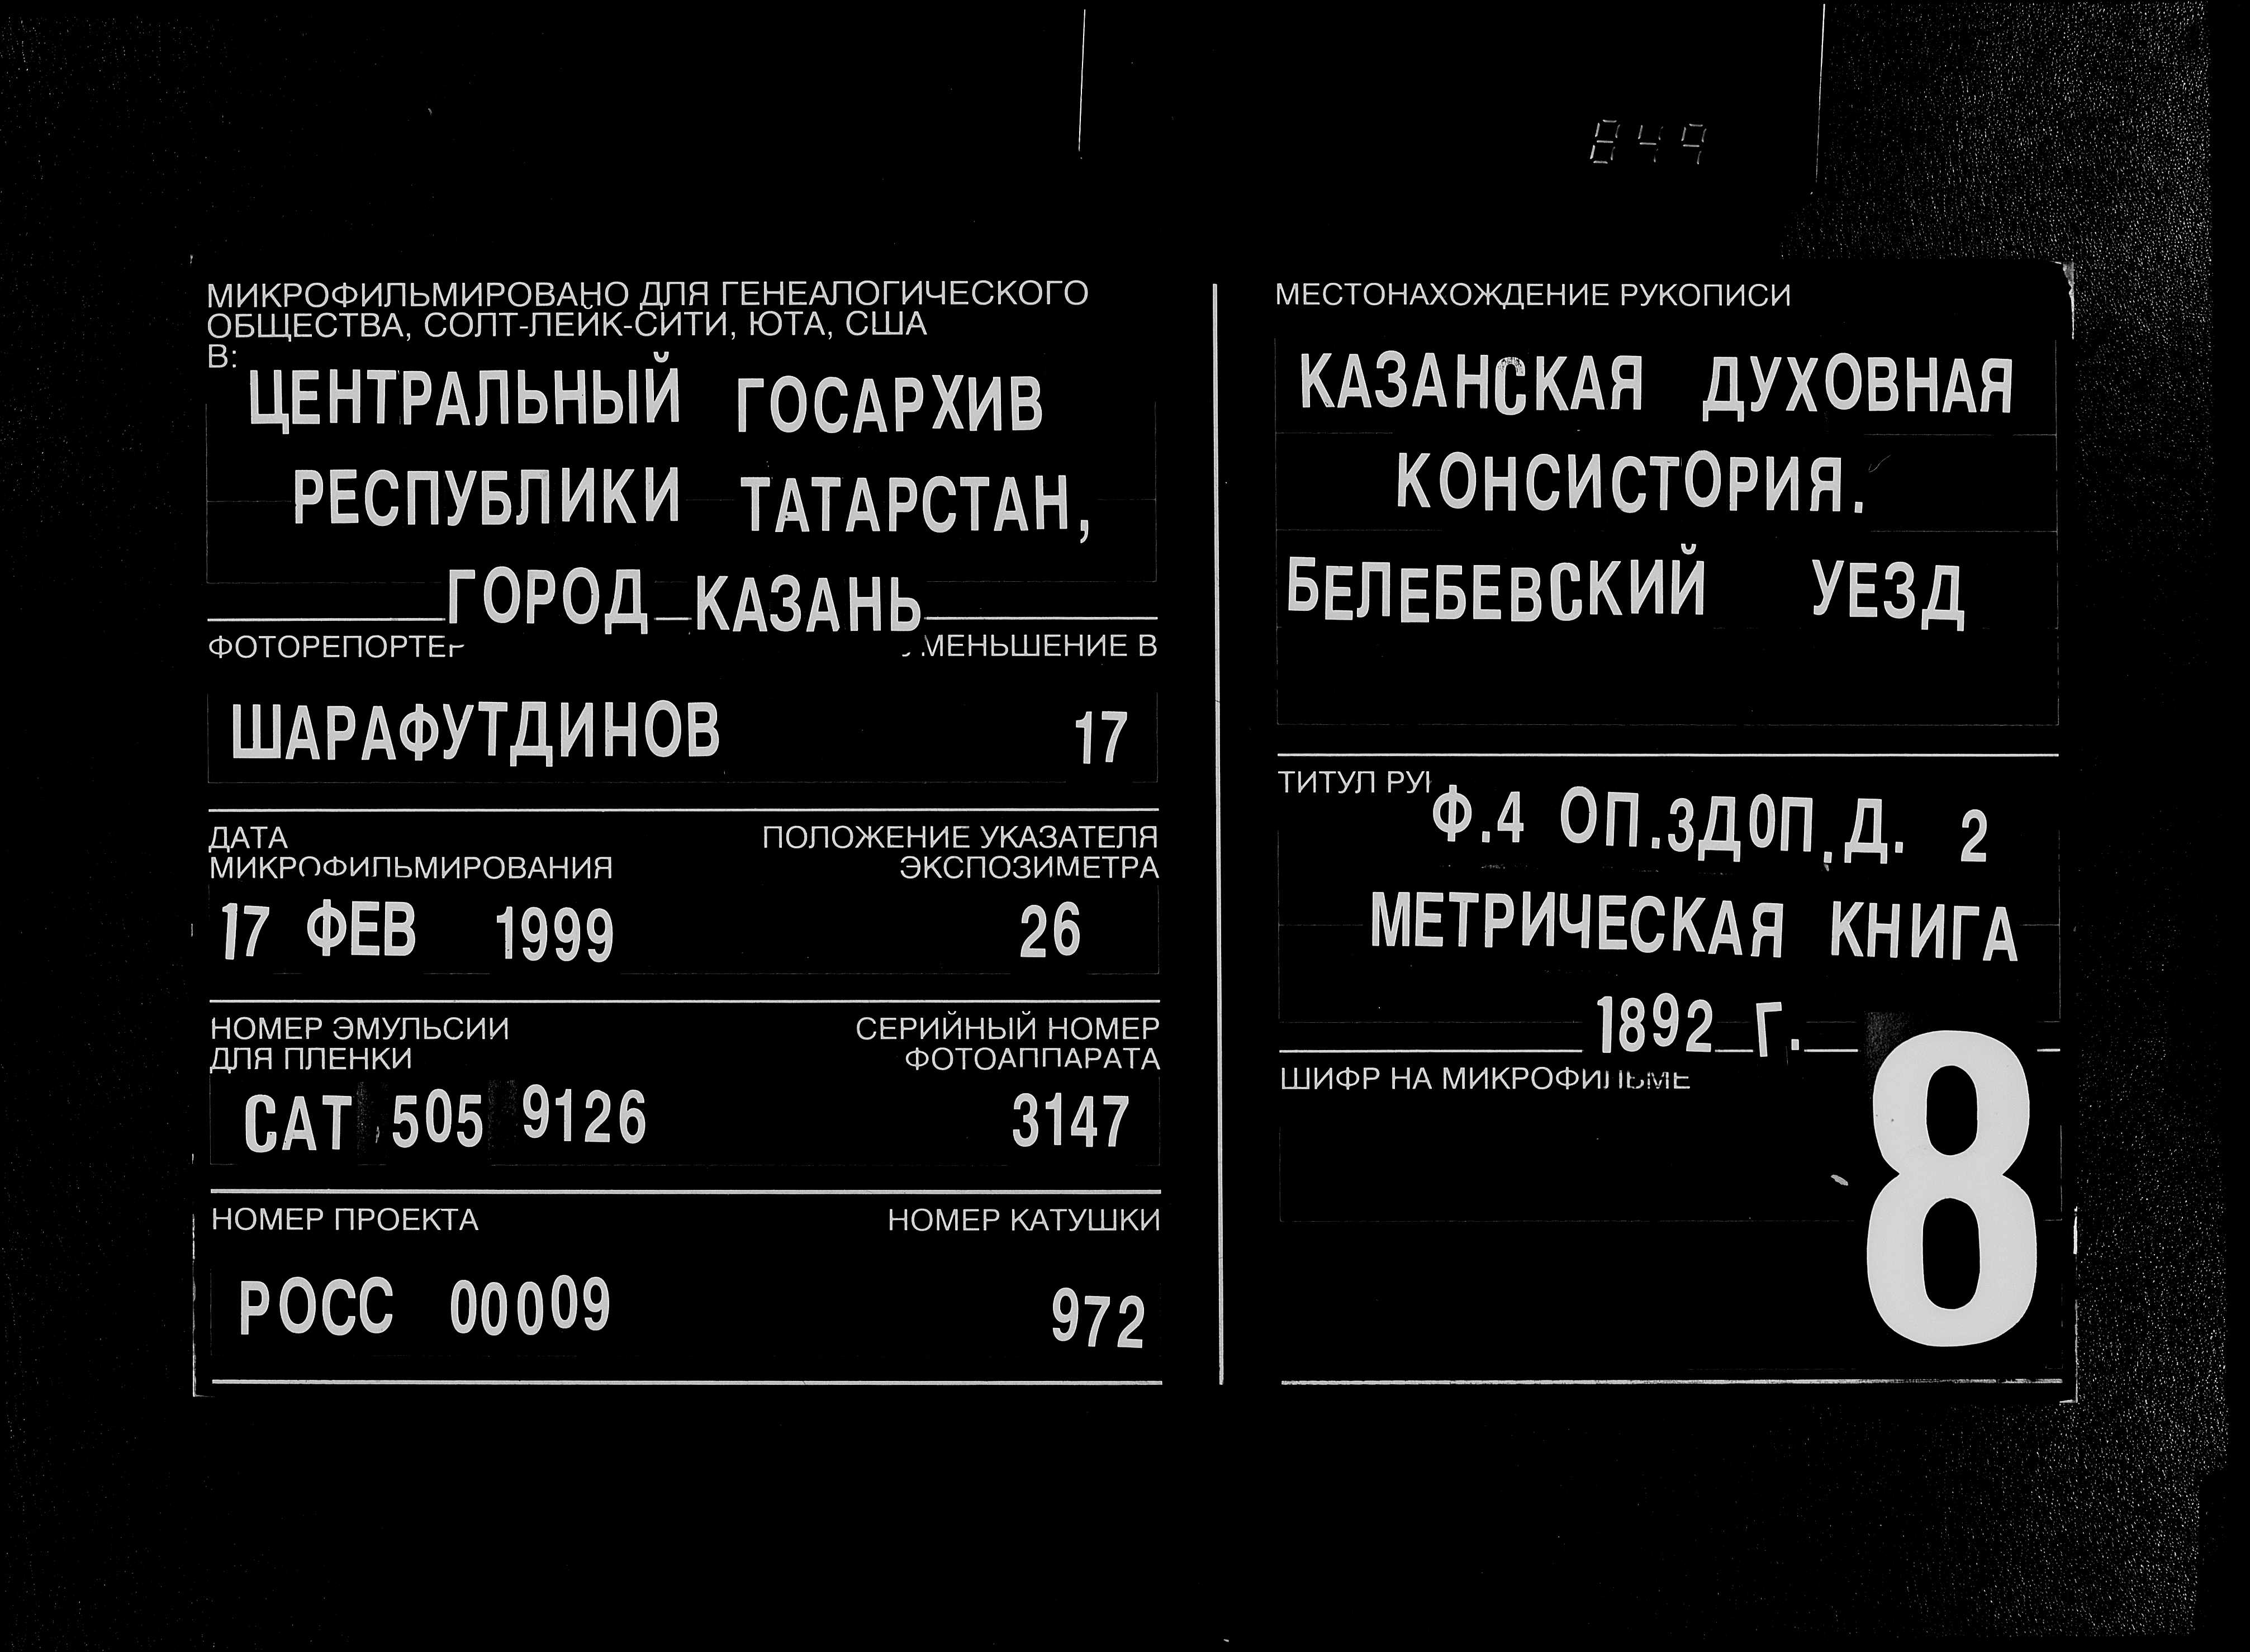 849
МИКРОФИЛЬМИРОВАНО ДЛЯ ГЕНЕАЛОГИЧЕСКОГО
ОБЩЕСТВА, СОЛТ-ЛЕЙК-СИТИ, ЮТА, США
В:
ЦЕНТРАЛЬНЫЙ ГОСАРХИВ
РЕСПУБЛИКИ ТАТАРСТАН,
ГОРОД КАЗАНЬ
ФОТОРЕПОРТЕР УМЕНЬШЕНИЕ В
ШАРАФУТДИНОВ 17
ДАТА ПОЛОЖЕНИЕ УКАЗАТЕЛЯ
МИКРОФИЛЬМИРОВАНИЯ ЭКСПОЗИМЕТРА
17 ФЕВ 1999 26
НОМЕР ЭМУЛЬСИИ СЕРИЙНЫЙ НОМЕР
ДЛЯ ПЛЕНКИ ФОТОАППАРАТА
САТ 505 9126 3147
НОМЕР ПРОЕКТА НОМЕР КАТУШКИ
РОСС 00009 972
МЕСТОНАХОЖДЕНИЕ РУКОПИСИ
КАЗАНСКАЯ ДУХОВНАЯ
КОНСИСТОРИЯ.
БЕЛЕБЕВСКИЙ УЕЗД
ТИТУЛ РУ
Ф.4 ОП.3ДОП.Д. 2
МЕТРИЧЕСКАЯ КНИГА
1892 Г.
ШИФР НА МИКРОФИЛЬМЕ
8